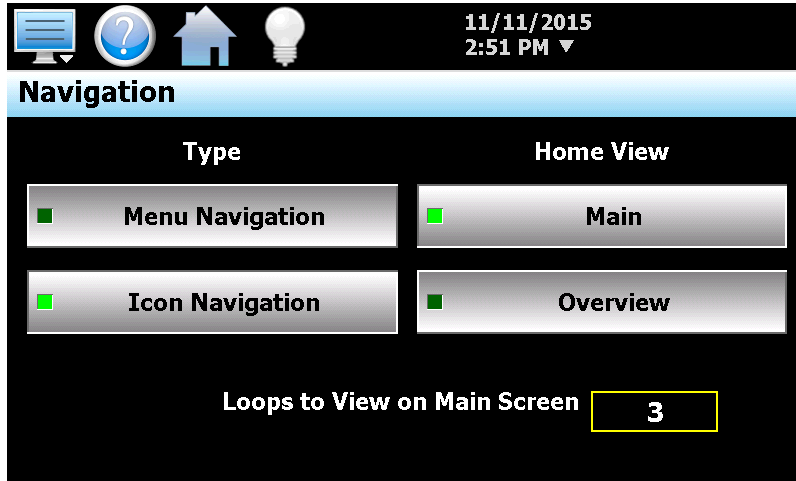 11/11/2015
2:51 PM ▼
Navigation
Type
Home View
Menu Navigation
Main
Icon Navigation
Overview
Loops to View on Main Screen
3